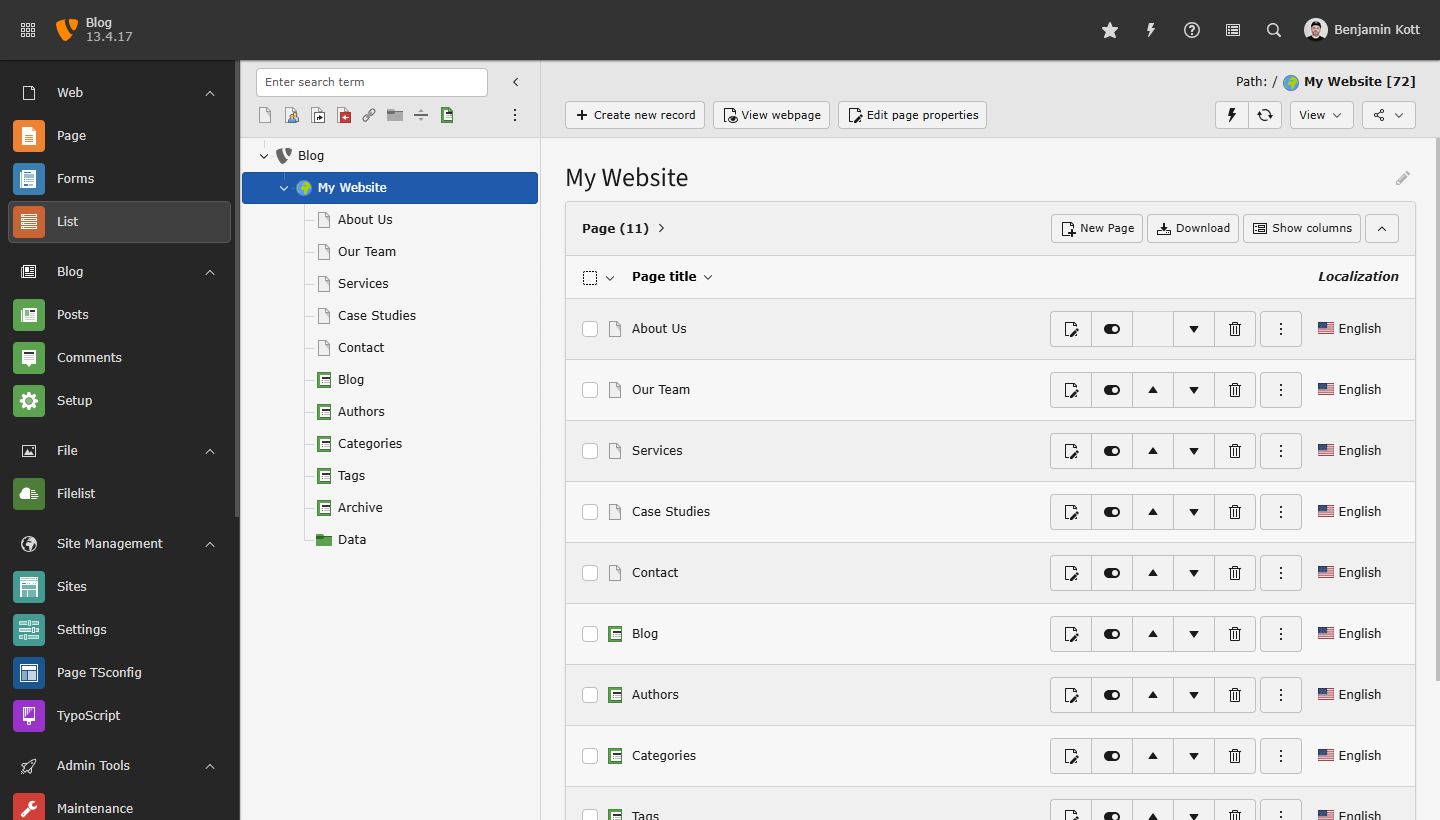 Blog
13.4.17
Benjamin Kott
Web
Page
Forms
List
Blog
Posts
Comments
Setup
File
Filelist
Site Management
Sites
Settings
Page TSconfig
TypoScript
Admin Tools
Maintenance
Enter search term
Blog
My Website
About Us
Our Team
Services
Case Studies
Contact
Blog
Authors
Categories
Tags
Archive
Data
Path: / My Website [72]
Create new record
View webpage
Edit page properties
View
My Website
Page (11)
New Page
Download
Show columns
Page title
Localization
About Us
English
Our Team
English
Services
English
Case Studies
English
Contact
English
Blog
English
Authors
English
Categories
English
Tags
English